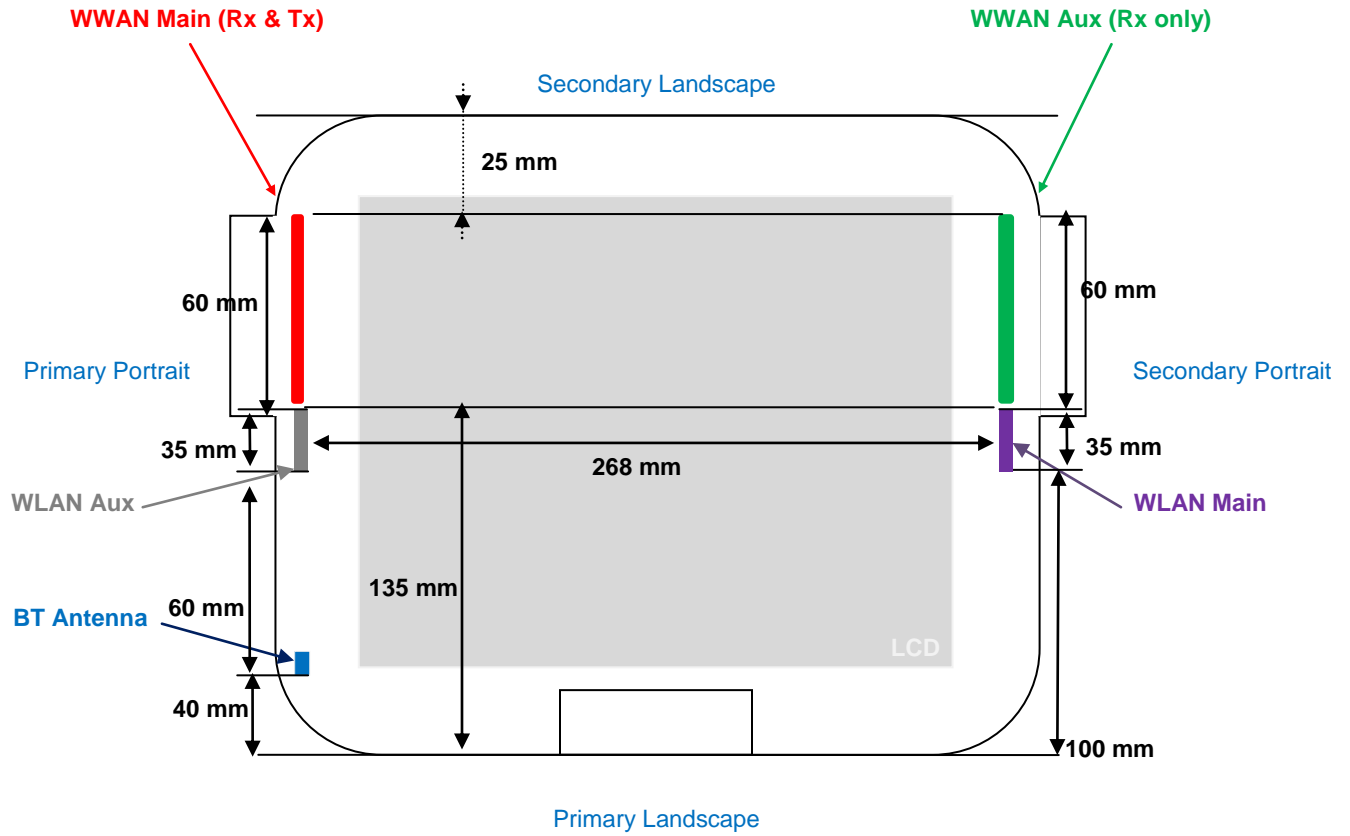 WWAN Main (Rx & Tx)
WWAN Aux (Rx only)
Secondary Landscape
25 mm
60 mm
60 mm
Primary Portrait
Secondary Portrait
35 mm
35 mm
268 mm
WLAN Aux
WLAN Main
135 mm
60 mm
BT Antenna
LCD
40 mm
100 mm
Primary Landscape